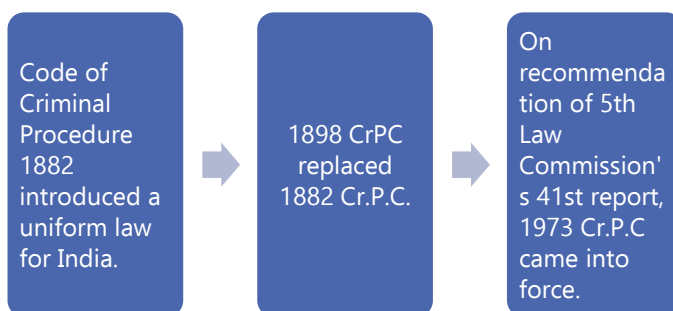 Code of
Criminal
Procedure
1882
introduced a
uniform law
for India.
1898 CrPC
replaced
1882 Cr.P.C.
On
recommenda
tion of 5th
Law
Commission'
s 41st report,
1973 Cr.P.C
came into
force.